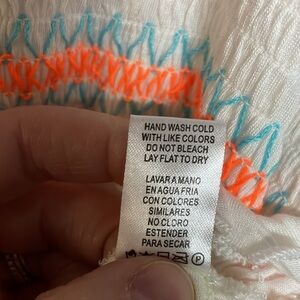 HAND WASH COLD
WITH LIKE COLORS
DO NOT BLEACH
LAY FLAT TO DRY
LAVAR A MANO
EN AGUA FRIA
CON COLORES
SIMILARES
NO CLORO
ESTENDER
PARA SECAR
P